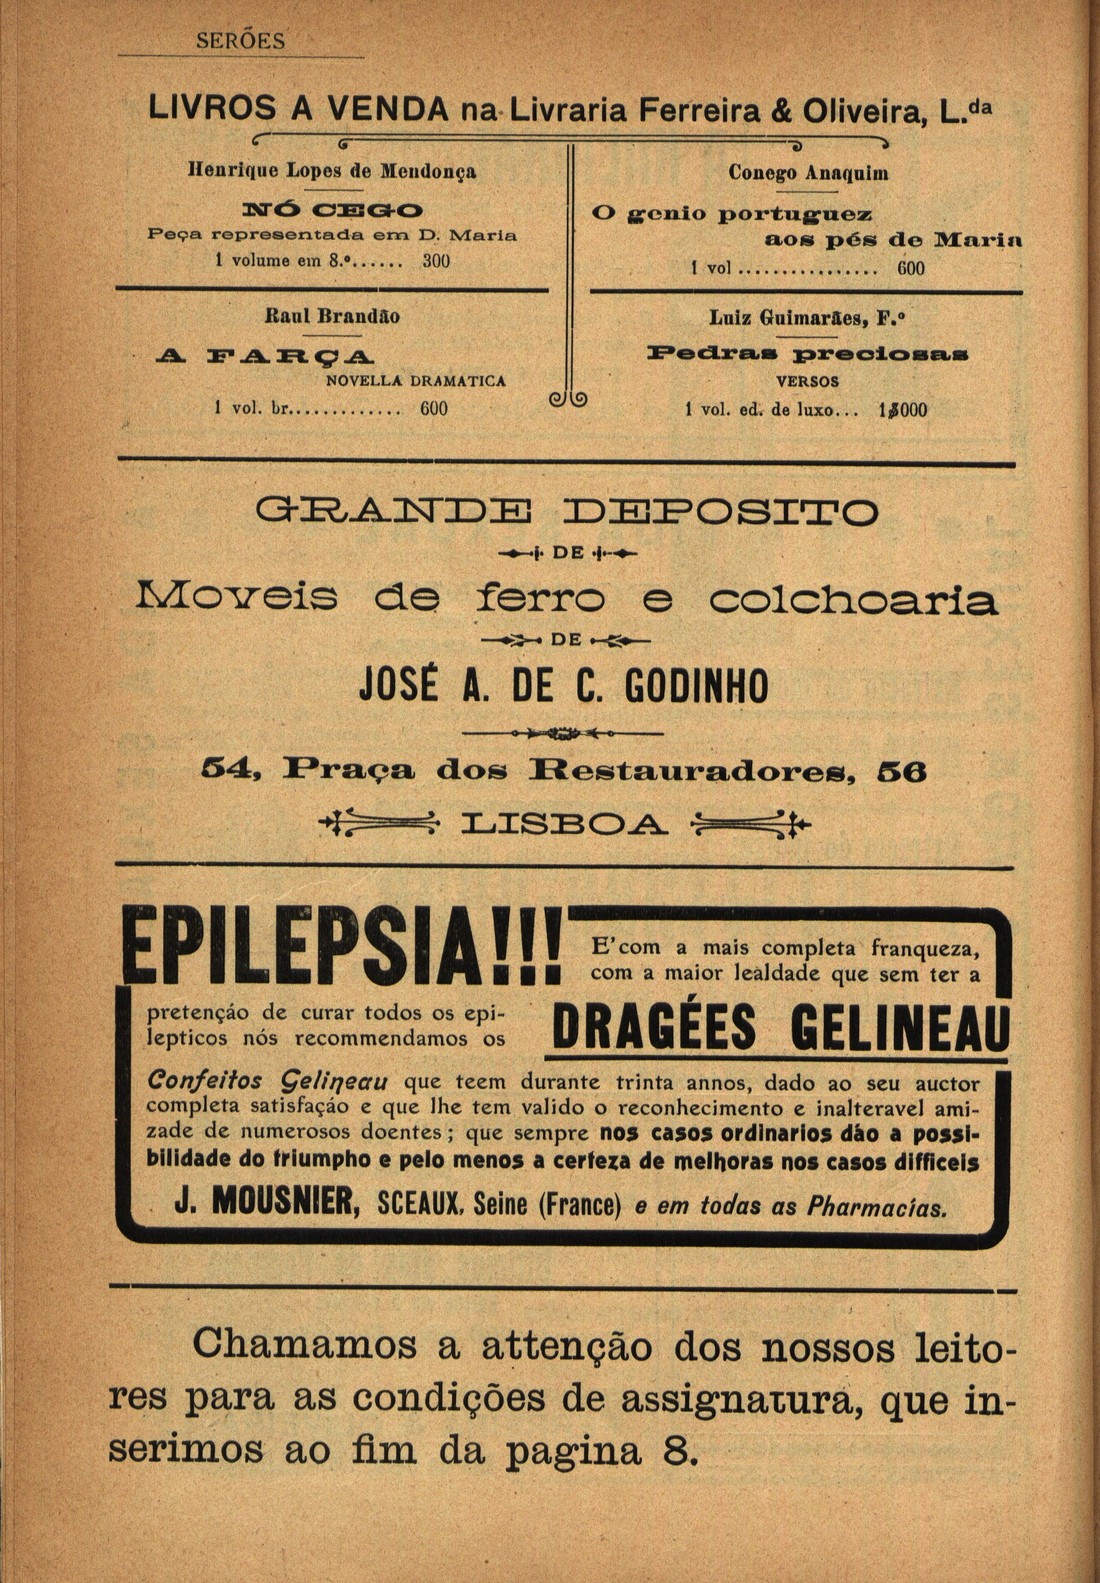 SERÕES
LIVROS A VENDA na Livraria Ferreira & Oliveira, L.da
Henrique Lopes de Mendonça
NÓ CEGO
Peça representada em D. Maria
1 volume em 8.º...... 300
Conego Anaquim
O genio portuguez
aos pés de Maria
1 vol ................ 600
Raul Brandão
A FARÇA
NOVELLA DRAMATICA
1 vol. br............. 600
Luiz Guimarães, F.º
Pedras preciosas
VERSOS
1 vol. ed. de luxo... 1$000
GRANDE DEPOSITO
DE
Moveis de ferro e colchoaria
DE
JOSÉ A. DE C. GODINHO
54, Praça dos Restauradores, 56
LISBOA
EPILEPSIA!!!
E'com a mais completa franqueza,
com a maior lealdade que sem ter a
pretenção de curar todos os epi-
lepticos nós recommendamos os
DRAGÉES GELINEAU
Confeitos Gelineau que teem durante trinta annos, dado ao seu auctor
completa satisfação e que lhe tem valido o reconhecimento e inalteravel ami-
zade de numerosos doentes; que sempre nos casos ordinarios dão a possi-
bilidade do triumpho e pelo menos a certeza de melhoras nos casos difficeis
J. MOUSNIER, SCEAUX, Seine (France) e em todas as Pharmacías.
Chamamos a attenção dos nossos leito-
res para as condições de assignatura, que in-
serimos ao fim da pagina 8.